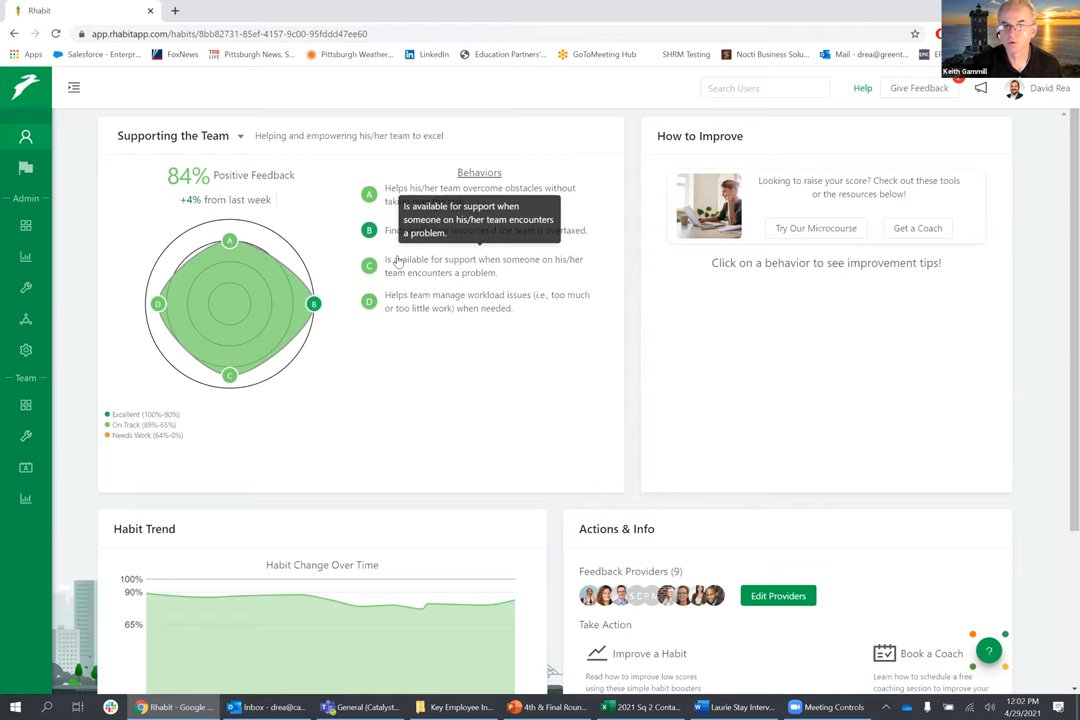 Rhabit
app.rhabitapp.com/habits/8bb82731-85ef-4157-9c00-95fddd47ee60
Apps
Salesforce - Enterpr...
FoxNews
Pittsburgh News, S...
Pittsburgh Weather...
LinkedIn
Education Partners'...
GoToMeeting Hub
SHRM Testing
Nocti Business Solu...
Mail - drea@greent...
Keith Gammill
Search Users
Help
Give Feedback
David Rea
Admin
Team
Supporting the Team
Helping and empowering his/her team to excel
84% Positive Feedback
+4% from last week
A
B
C
D
Excellent (100%-90%)
On Track (89%-65%)
Needs Work (64%-0%)
Behaviors
A Helps his/her team overcome obstacles without
Is available for support when
someone on his/her team encounters
a problem.
B if the team is overtaxed.
C Is available for support when someone on his/her
team encounters a problem.
D Helps team manage workload issues (i.e., too much
or too little work) when needed.
How to Improve
Looking to raise your score? Check out these tools
or the resources below!
Try Our Microcourse
Get a Coach
Click on a behavior to see improvement tips!
Habit Trend
Habit Change Over Time
100%
90%
65%
Actions & Info
Feedback Providers (9)
S C P M
Edit Providers
Take Action
Improve a Habit
Read how to improve low scores
using these simple habit boosters
Book a Coach
Learn how to schedule a free
coaching session to improve your
?
Rhabit - Google ...
Inbox - drea@ca...
General (Catalyst...
Key Employee In...
4th & Final Roun...
2021 Sq 2 Conta...
Laurie Stay Interv...
Meeting Controls
12:02 PM
4/29/2021